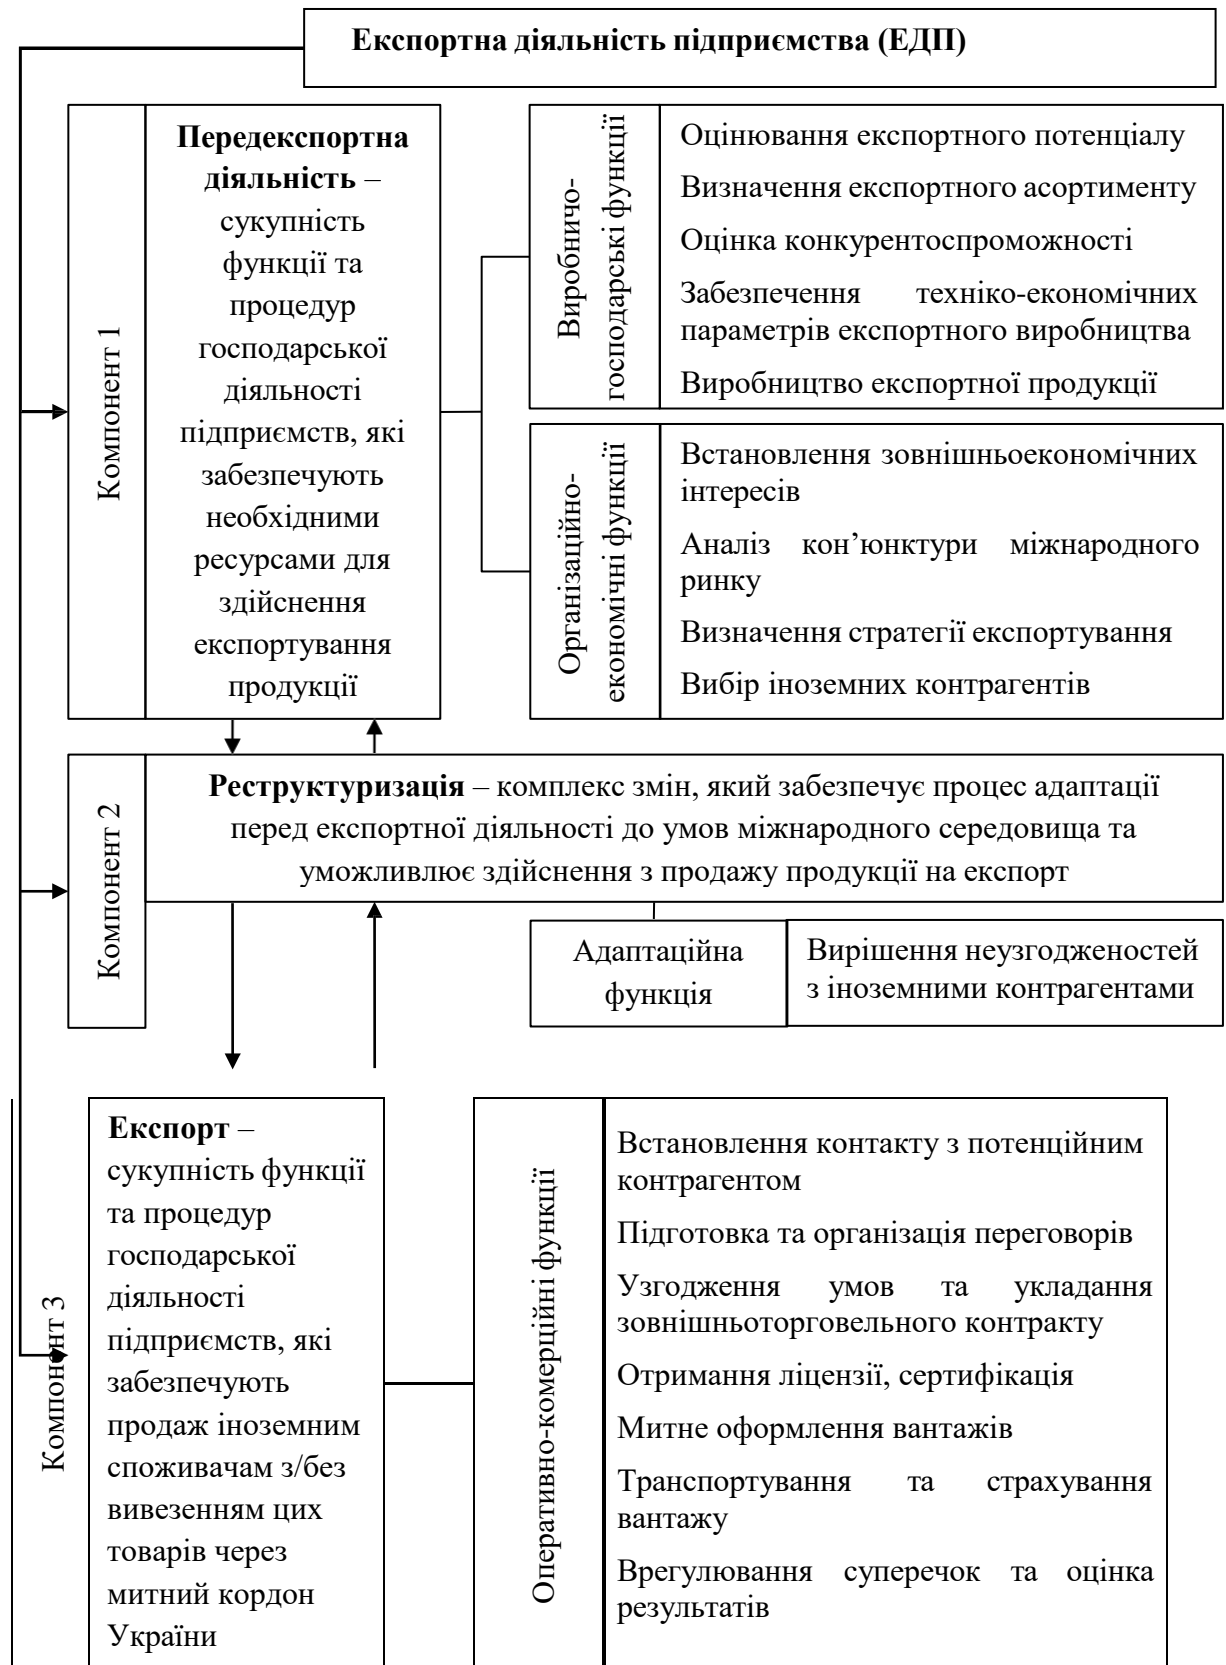 Експортна діяльність підприємства (ЕДП)
Компонент 1
Передекспортна
діяльність –
сукупність
функції та
процедур
господарської
діяльності
підприємств, які
забезпечують
необхідними
ресурсами для
здійснення
експортування
продукції
Виробничо-
господарські функції
Оцінювання експортного потенціалу
Визначення експортного асортименту
Оцінка конкурентоспроможності
Забезпечення техніко-економічних
параметрів експортного виробництва
Виробництво експортної продукції
Організаційно-
економічні функції
Встановлення зовнішньоекономічних
інтересів
Аналіз кон’юнктури міжнародного
ринку
Визначення стратегії експортування
Вибір іноземних контрагентів
Компонент 2
Реструктуризація – комплекс змін, який забезпечує процес адаптації
перед експортної діяльності до умов міжнародного середовища та
уможливлює здійснення з продажу продукції на експорт
Адаптаційна
функція
Вирішення неузгодженостей
з іноземними контрагентами
Компонент 3
Експорт –
сукупність функції
та процедур
господарської
діяльності
підприємств, які
забезпечують
продаж іноземним
споживачам з/без
вивезенням цих
товарів через
митний кордон
України
Оперативно-комерційні функції
Встановлення контакту з потенційним
контрагентом
Підготовка та організація переговорів
Узгодження умов та укладання
зовнішньоторговельного контракту
Отримання ліцензії, сертифікація
Митне оформлення вантажів
Транспортування та страхування
вантажу
Врегулювання суперечок та оцінка
результатів